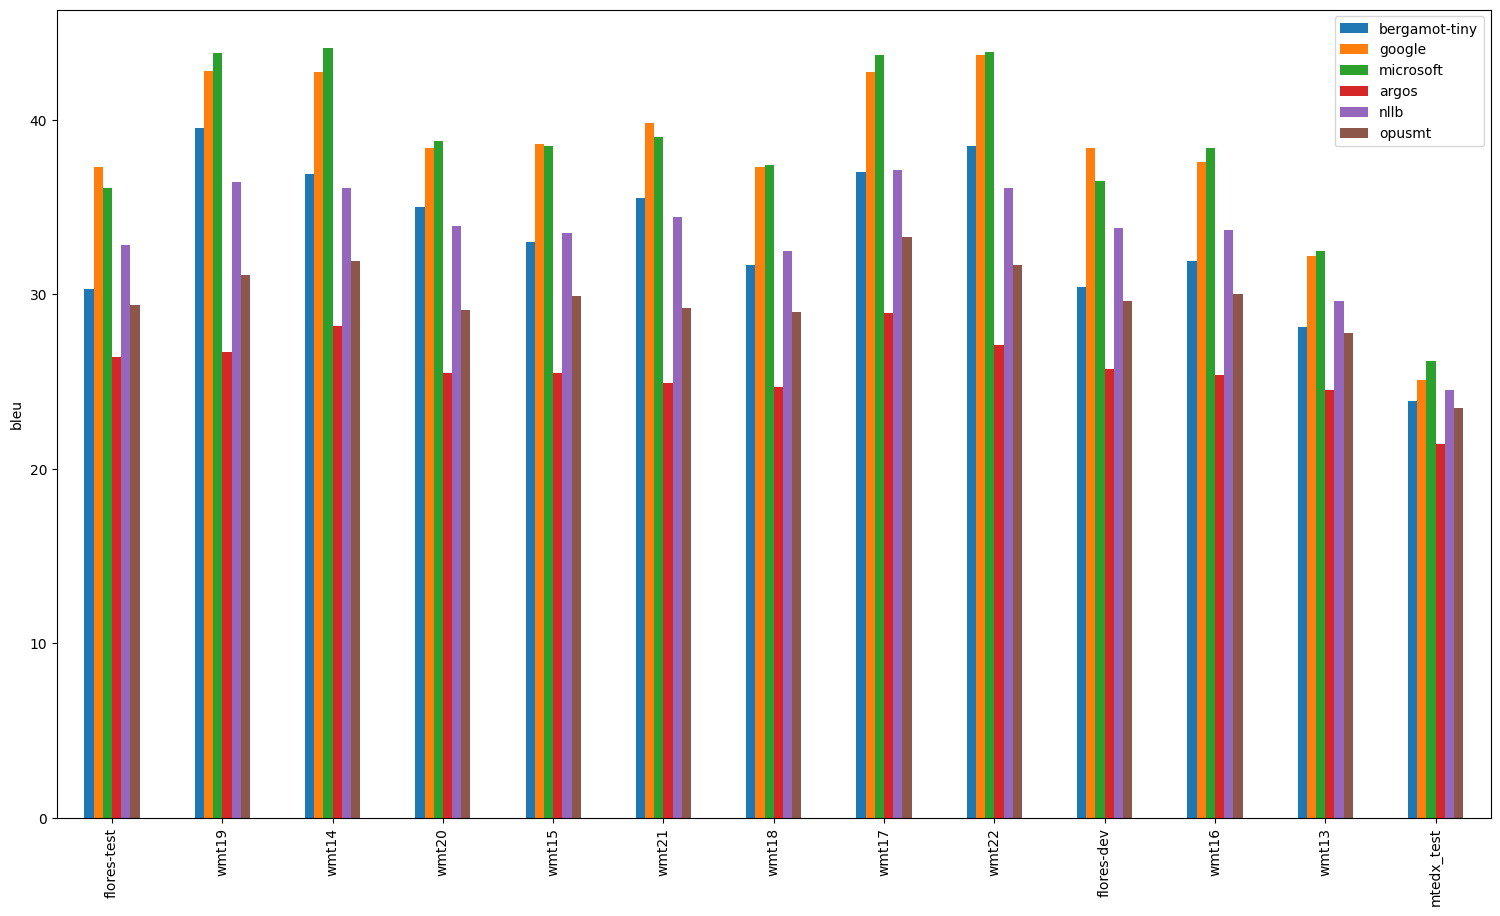 bergamot-tiny
google
microsoft
argos
nllb
opusmt
bleu
40
30
20
10
0
flores-test
wmt19
wmt14
wmt20
wmt15
wmt21
wmt18
wmt17
wmt22
flores-dev
wmt16
wmt13
mtedx_test